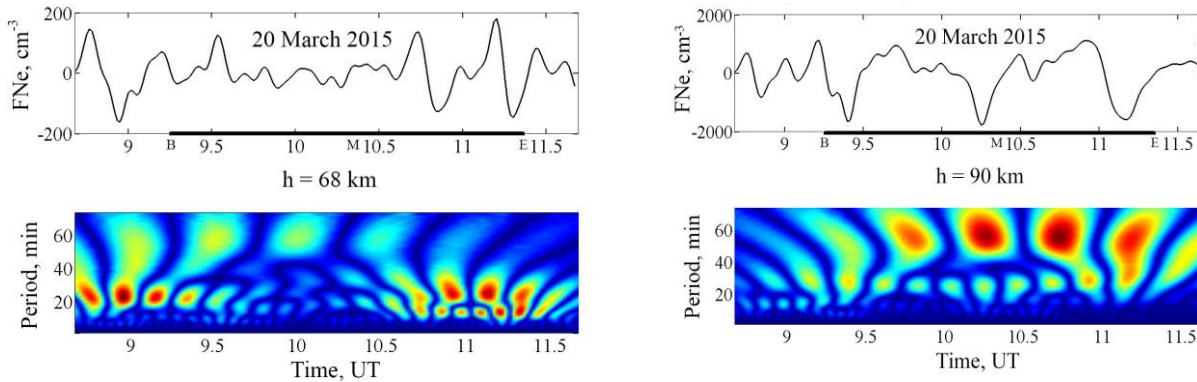 200
FNe, cm-3
0
-200
20 March 2015
9 9.5 10 10.5 11 11.5
B M E
h = 68 km
Period, min
60
40
20
9 9.5 10 10.5 11 11.5
Time, UT
2000
FNe, cm-3
0
-2000
20 March 2015
9 9.5 10 10.5 11 11.5
B M E
h = 90 km
Period, min
60
40
20
9 9.5 10 10.5 11 11.5
Time, UT